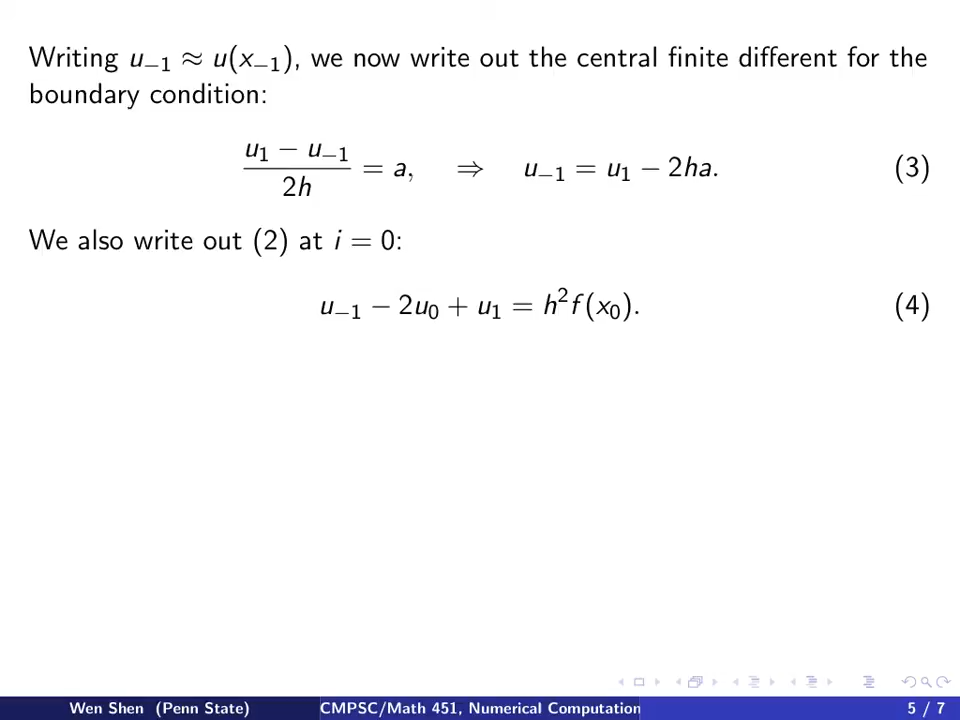 Writing u₋₁ ≈ u(x₋₁), we now write out the central finite different for the
boundary condition:
(u₁ − u₋₁)/2h = a, ⇒ u₋₁ = u₁ − 2ha. (3)
We also write out (2) at i = 0:
u₋₁ − 2u₀ + u₁ = h²f(x₀). (4)
Wen Shen (Penn State) CMPSC/Math 451, Numerical Computation 5 / 7